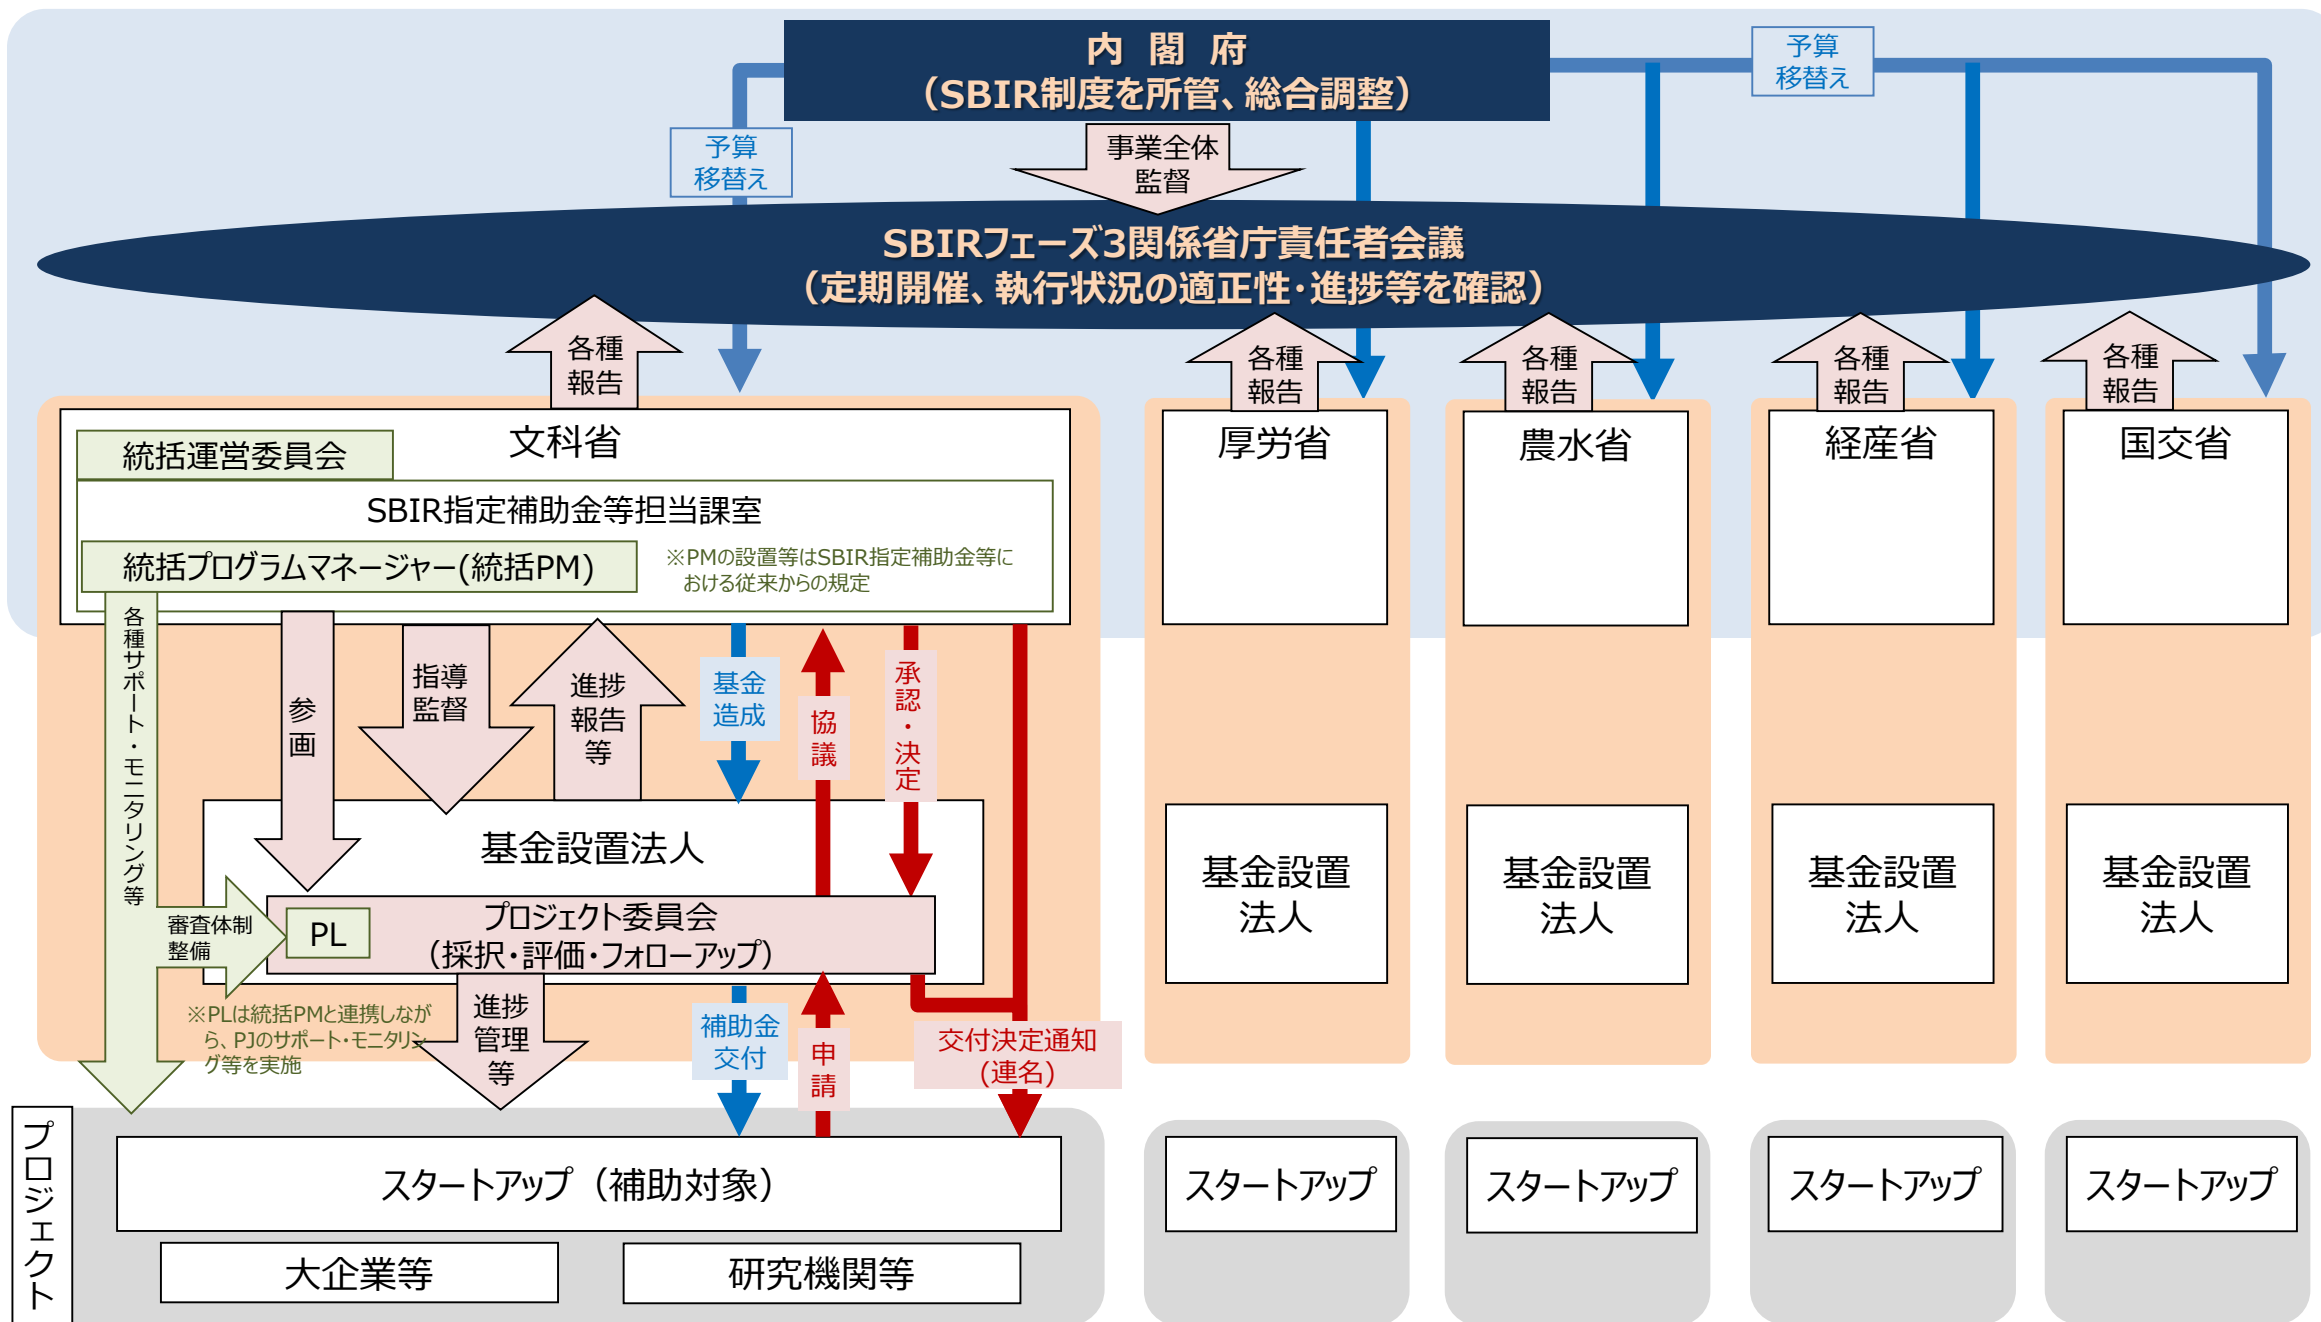 内　閣　府
（SBIR制度を所管、総合調整）
予算
移替え
予算
移替え
事業全体
監督
SBIRフェーズ3関係省庁責任者会議
（定期開催、執行状況の適正性・進捗等を確認）
各種
報告
各種
報告
各種
報告
各種
報告
各種
報告
文科省
統括運営委員会
SBIR指定補助金等担当課室
統括プログラムマネージャー(統括PM)
※PMの設置等はSBIR指定補助金等に
おける従来からの規定
厚労省
農水省
経産省
国交省
各種サポート・モニタリング等
参画
指導
監督
進捗
報告
等
基金
造成
協議
承認・決定
基金設置法人
審査体制
整備
PL
プロジェクト委員会
（採択・評価・フォローアップ）
基金設置
法人
基金設置
法人
基金設置
法人
基金設置
法人
※PLは統括PMと連携しなが
ら、PJのサポート・モニタリン
グ等を実施
進捗
管理
等
補助金
交付
申請
交付決定通知
(連名)
プロジェクト
スタートアップ（補助対象）
大企業等
研究機関等
スタートアップ
スタートアップ
スタートアップ
スタートアップ